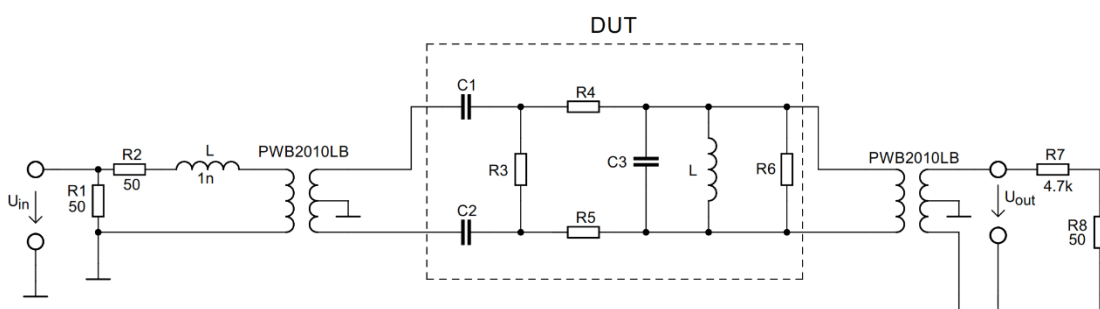 DUT
C1
R4
R2
L
PWB2010LB
R3
C3
L
R6
PWB2010LB
R7
50
1n
4.7k
Uin
R1
50
Uout
R8
50
C2
R5